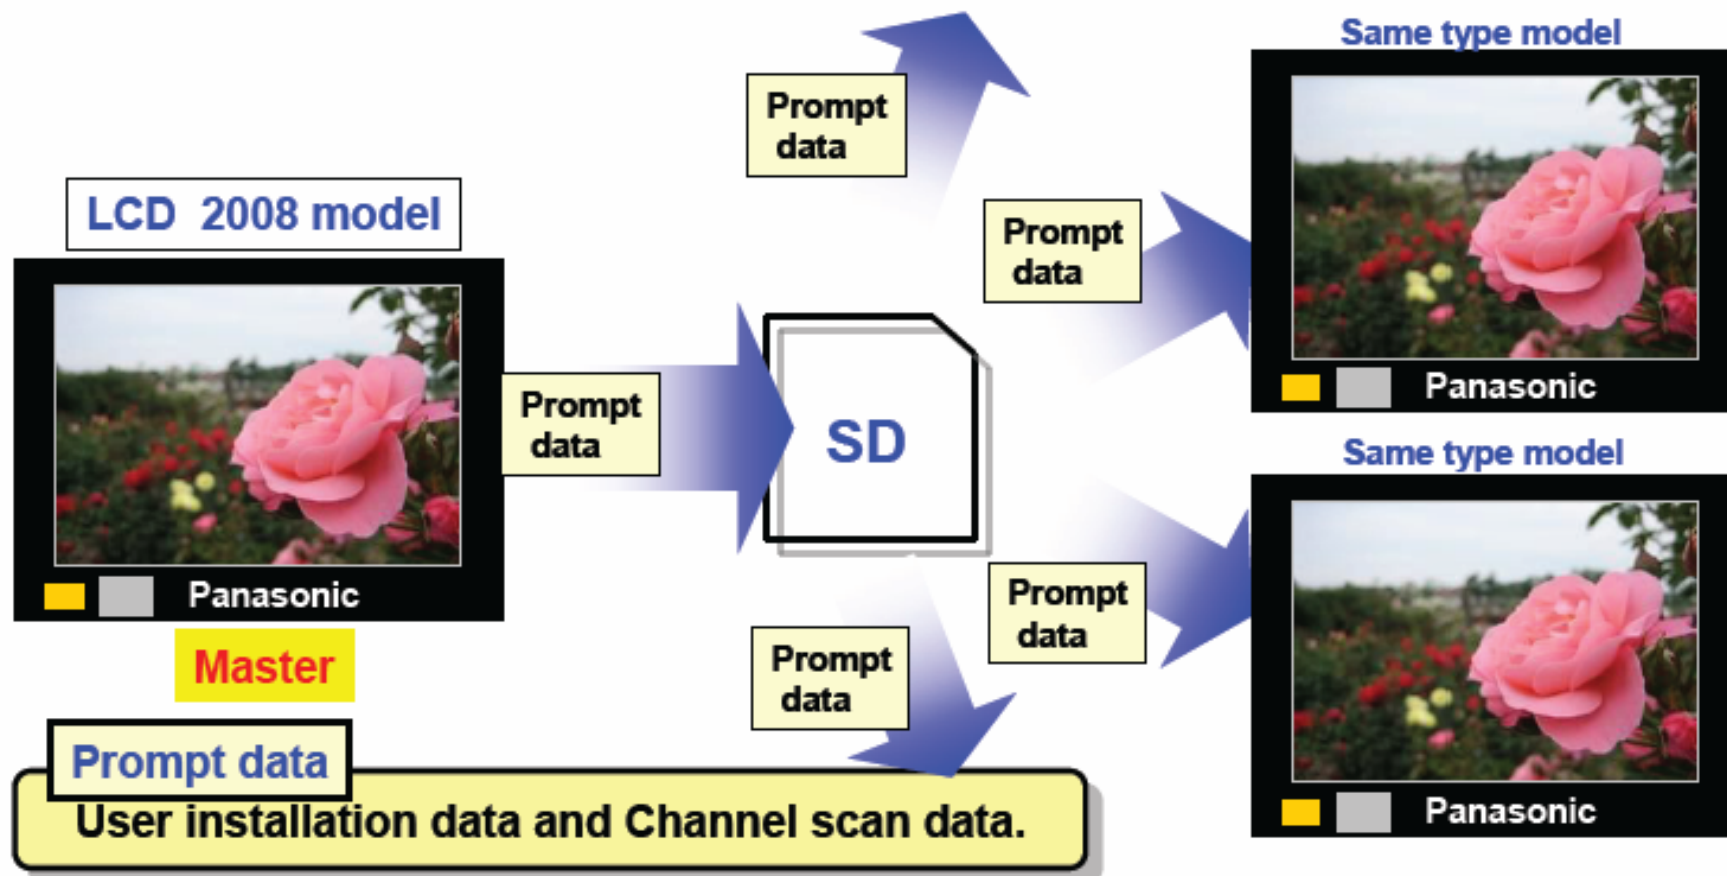 LCD 2008 model
Panasonic
Master
Prompt data
User installation data and Channel scan data.
Prompt
data
SD
Prompt
data
Prompt
data
Prompt
data
Prompt
data
Same type model
Panasonic
Same type model
Panasonic